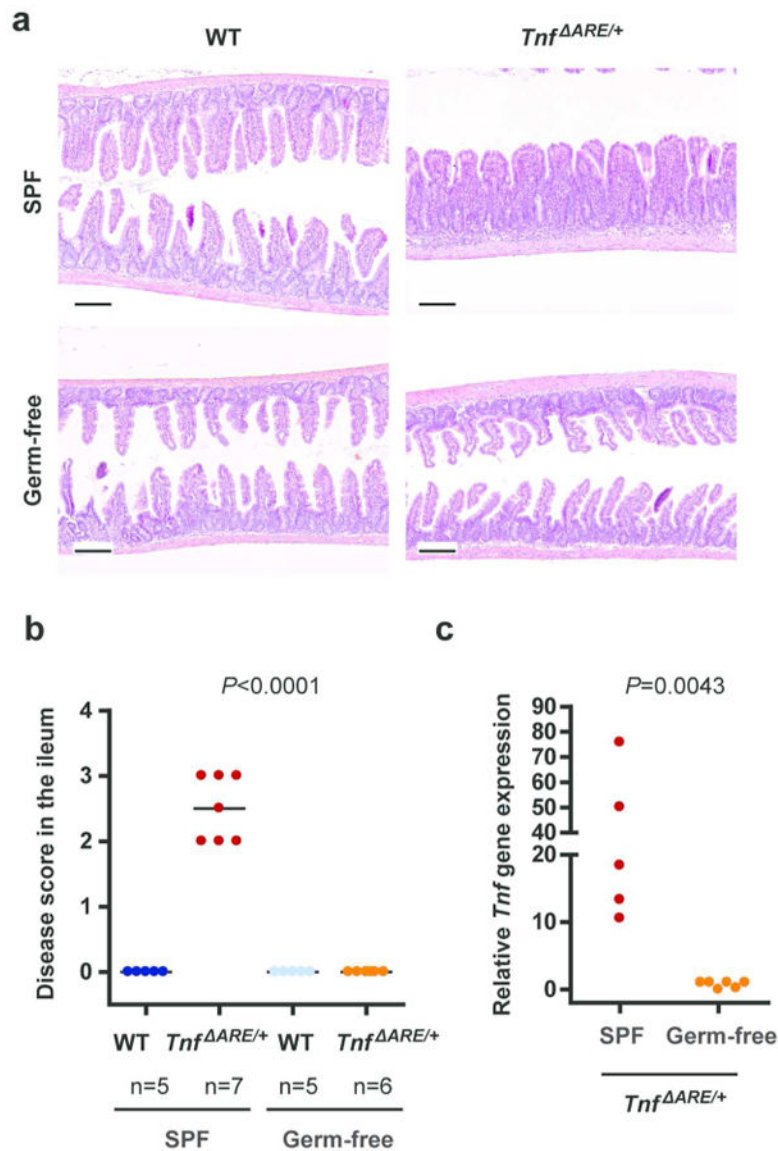 a
WT
Tnf ΔARE/+
SPF
Germ-free
b
P<0.0001
Disease score in the ileum
4
3
2
1
0
WT Tnf ΔARE/+ WT Tnf ΔARE/+
n=5 n=7 n=5 n=6
SPF Germ-free
c
P=0.0043
Relative Tnf gene expression
90
80
70
60
50
40
20
10
0
SPF Germ-free
Tnf ΔARE/+